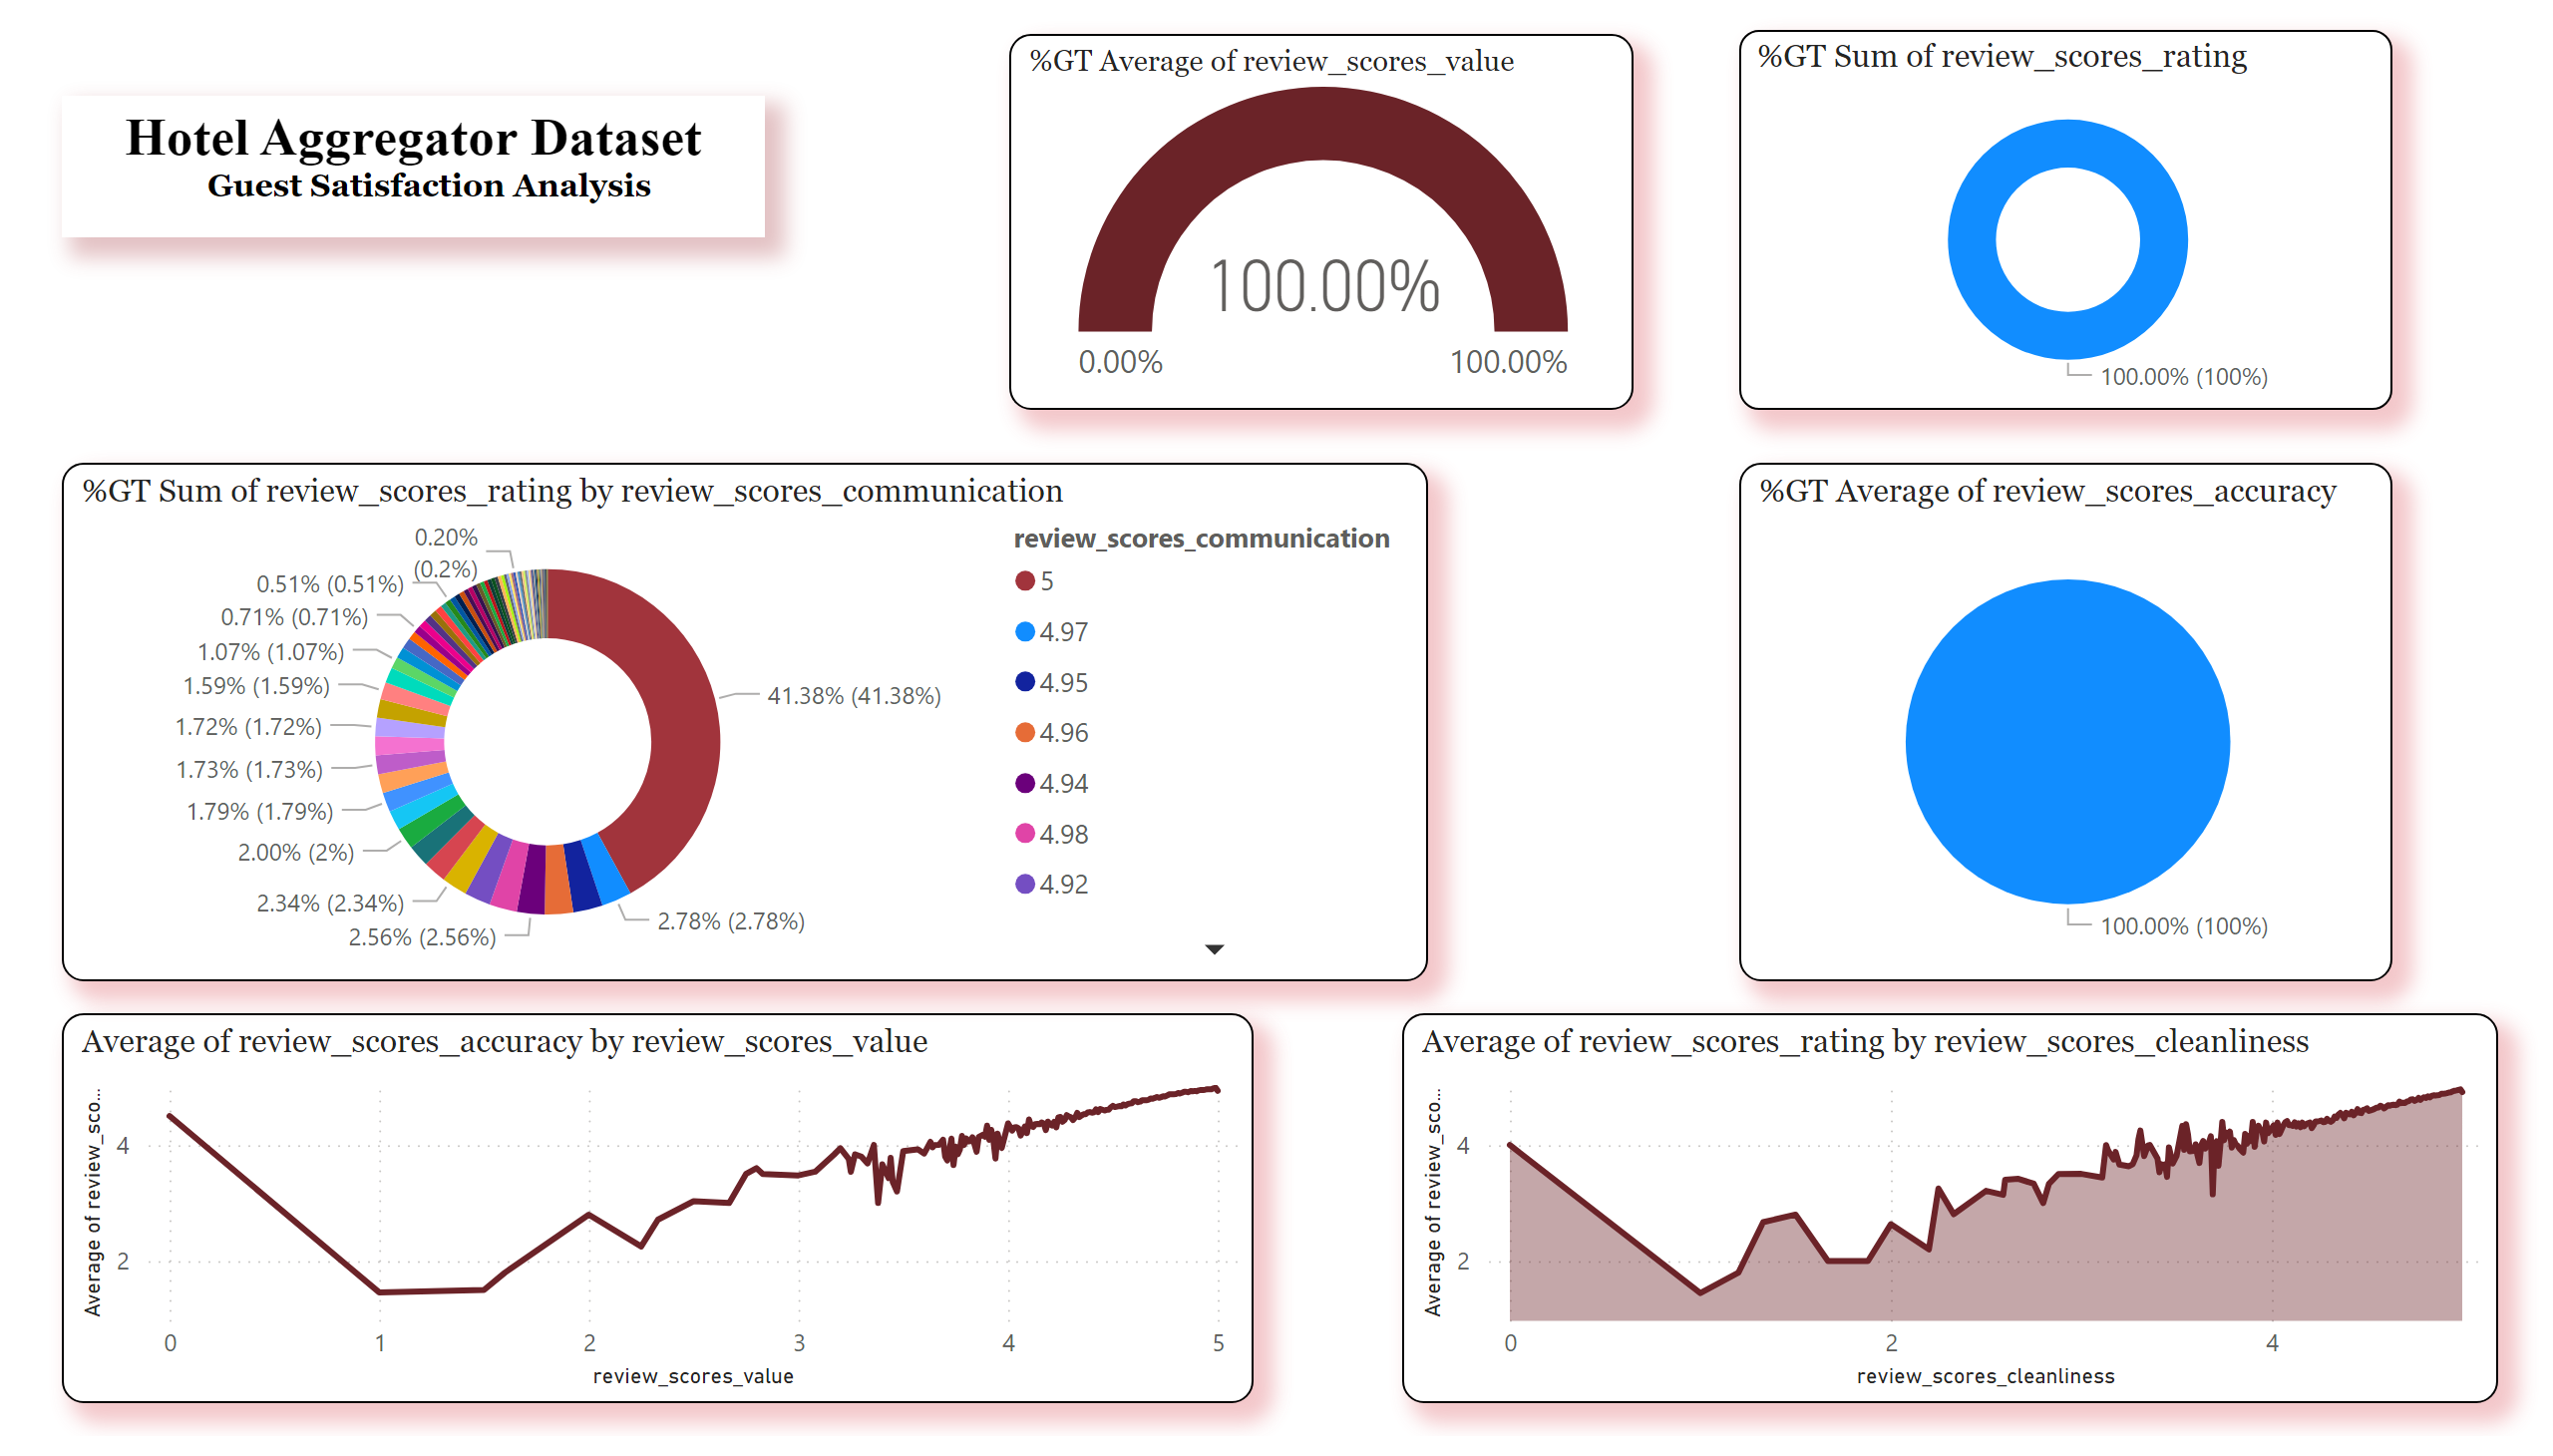 Hotel Aggregator Dataset
Guest Satisfaction Analysis
%GT Average of review_scores_value
100.00%
0.00%
100.00%
%GT Sum of review_scores_rating
100.00% (100%)
%GT Sum of review_scores_rating by review_scores_communication
0.20%
(0.2%)
0.51% (0.51%)
0.71% (0.71%)
1.07% (1.07%)
1.59% (1.59%)
1.72% (1.72%)
1.73% (1.73%)
1.79% (1.79%)
2.00% (2%)
2.34% (2.34%)
2.56% (2.56%)
2.78% (2.78%)
41.38% (41.38%)
review_scores_communication
5
4.97
4.95
4.96
4.94
4.98
4.92
%GT Average of review_scores_accuracy
100.00% (100%)
Average of review_scores_accuracy by review_scores_value
Average of review_sco...
4
2
0 1 2 3 4 5
review_scores_value
Average of review_scores_rating by review_scores_cleanliness
Average of review_sco...
4
2
0 2 4
review_scores_cleanliness